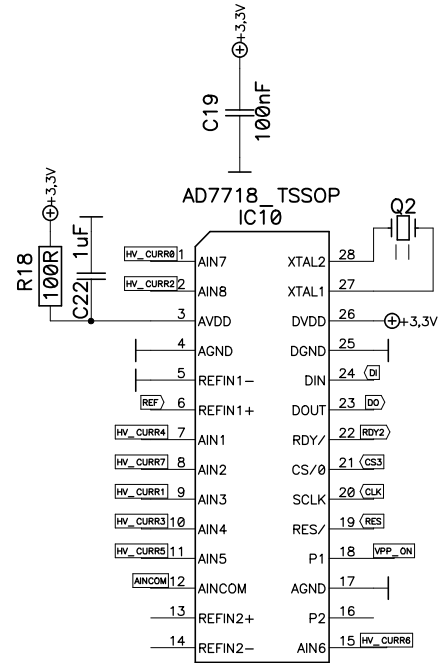 +3,3V
C19
100nF
+3,3V
R18
100R
C22
1uF
AD7718_TSSOP
IC10
Q2
HV_CURR0 1 AIN7 XTAL2 28
HV_CURR2 2 AIN8 XTAL1 27
3 AVDD DVDD 26 +3,3V
4 AGND DGND 25
5 REFIN1- DIN 24 DI
REF 6 REFIN1+ DOUT 23 DO
HV_CURR4 7 AIN1 RDY/ 22 RDY2
HV_CURR7 8 AIN2 CS/0 21 CS3
HV_CURR1 9 AIN3 SCLK 20 CLK
HV_CURR3 10 AIN4 RES/ 19 RES
HV_CURR5 11 AIN5 P1 18 VPP_ON
AINCOM 12 AINCOM AGND 17
13 REFIN2+ P2 16
14 REFIN2- AIN6 15 HV_CURR6